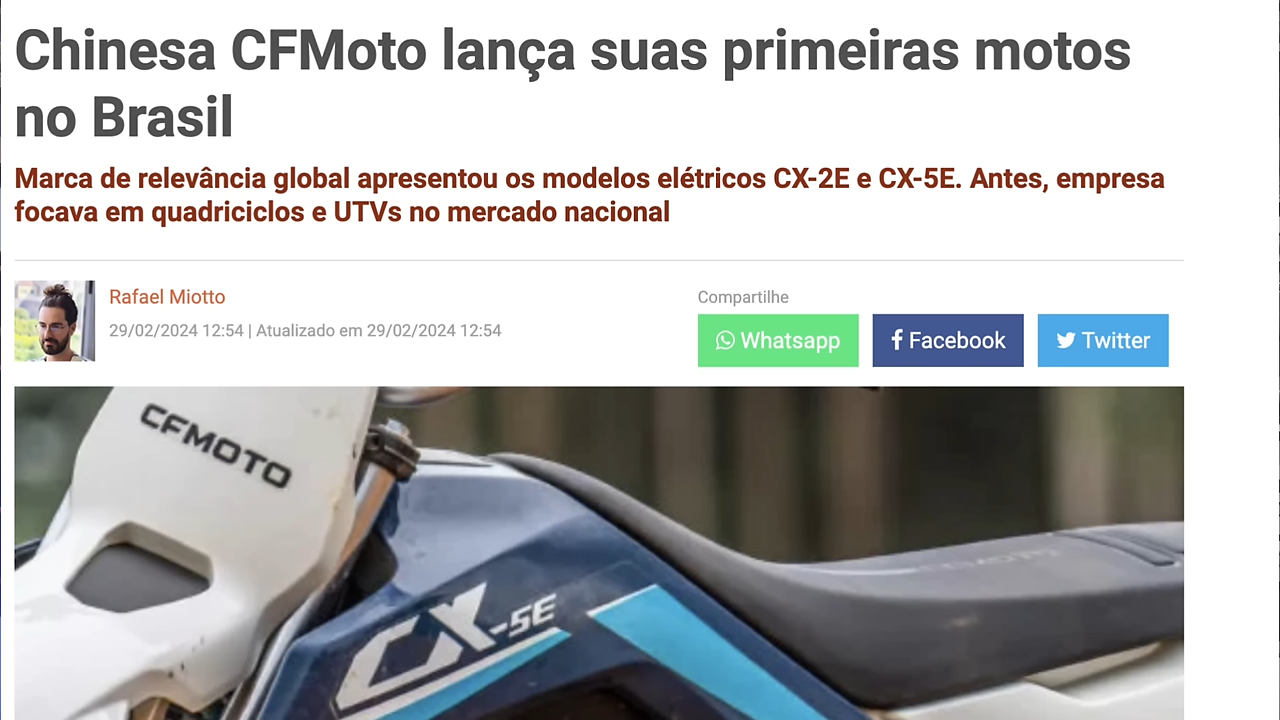 Chinesa CFMoto lança suas primeiras motos
no Brasil
Marca de relevância global apresentou os modelos elétricos CX-2E e CX-5E. Antes, empresa
focava em quadriciclos e UTVs no mercado nacional
Rafael Miotto
29/02/2024 12:54 | Atualizado em 29/02/2024 12:54
Compartilhe
Whatsapp
Facebook
Twitter
CFMOTO
CX-5E